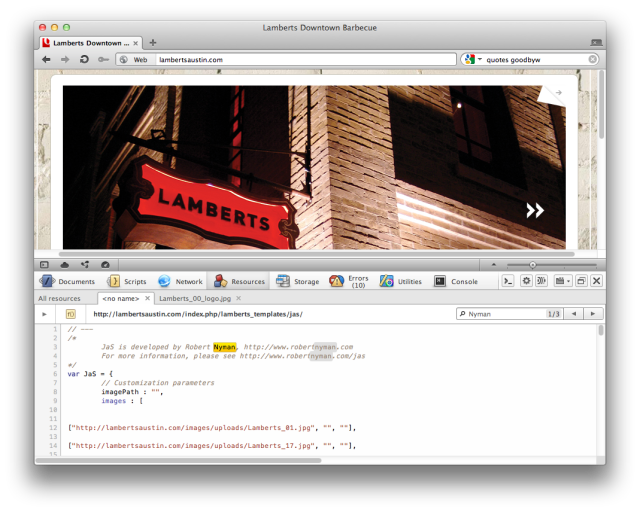 Lamberts Downtown Barbecue
Lamberts Downtown ... × +
Web lambertsaustin.com quotes goodbyw
LAMBERTS
Documents Scripts Network Resources Storage Errors (10) Utilities Console
All resources <no name> × Lamberts_00_logo.jpg ×
http://lambertsaustin.com/index.php/lamberts_templates/jas/ Nyman 1/3
1 // ---
2 /*
3 JaS is developed by Robert Nyman, http://www.robertnyman.com
4 For more information, please see http://www.robertnyman.com/jas
5 */
6 var JaS = {
7 // Customization parameters
8 imagePath : "",
9 images : [
10
11
12 ["http://lambertsaustin.com/images/uploads/Lamberts_01.jpg", "", ""],
13
14 ["http://lambertsaustin.com/images/uploads/Lamberts_17.jpg", "", ""],
15